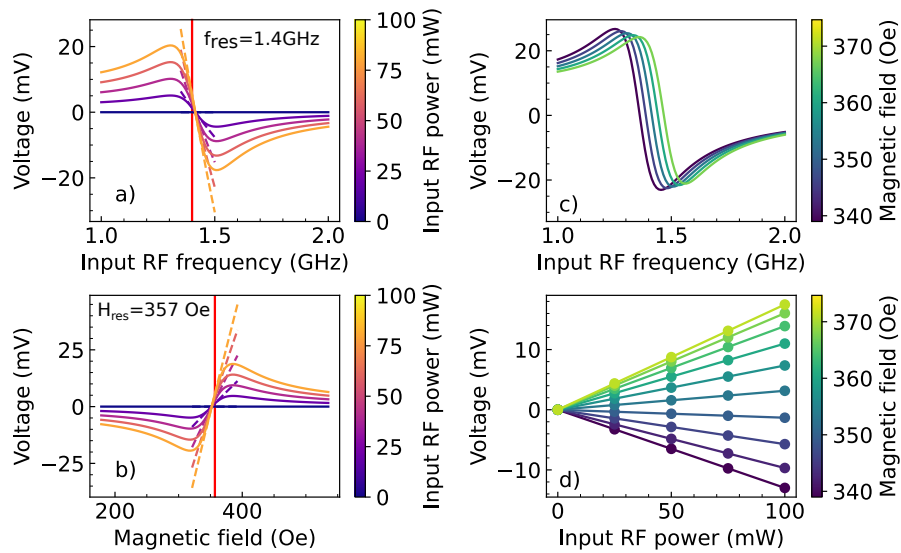 f_res=1.4GHz
20
0
−20
Voltage (mV)
a)
1.0
1.5
2.0
Input RF frequency (GHz)
100
75
50
25
0
Input RF power (mW)
20
0
−20
Voltage (mV)
c)
1.0
1.5
2.0
Input RF frequency (GHz)
370
360
350
340
Magnetic field (Oe)
H_res=357 Oe
25
0
−25
Voltage (mV)
b)
200
400
Magnetic field (Oe)
100
75
50
25
0
Input RF power (mW)
10
0
−10
Voltage (mV)
d)
0
50
100
Input RF power (mW)
370
360
350
340
Magnetic field (Oe)